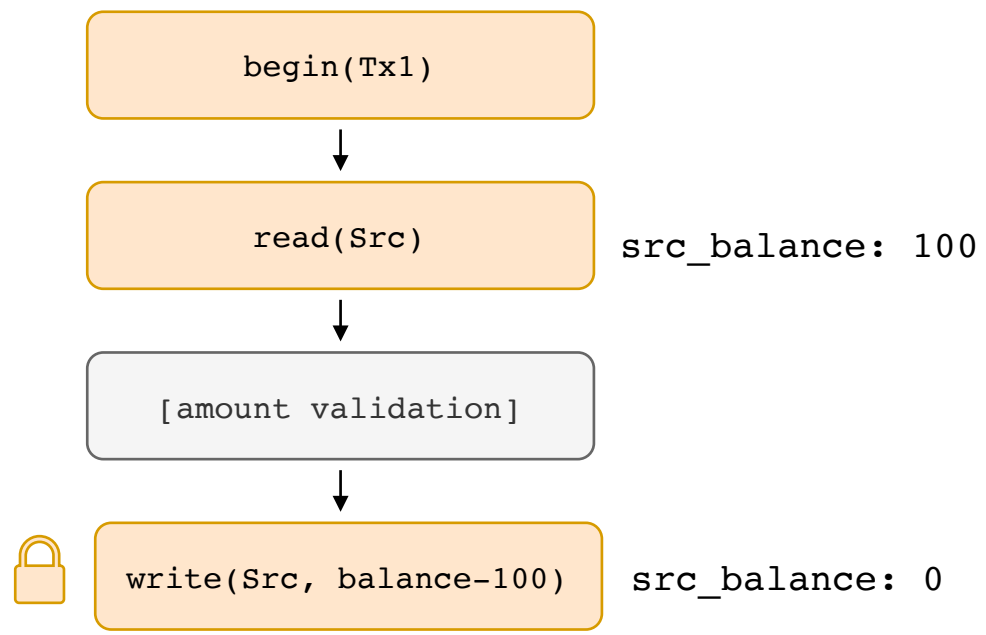 begin(Tx1)
read(Src)
src_balance: 100
[amount validation]
write(Src, balance-100)
src_balance: 0